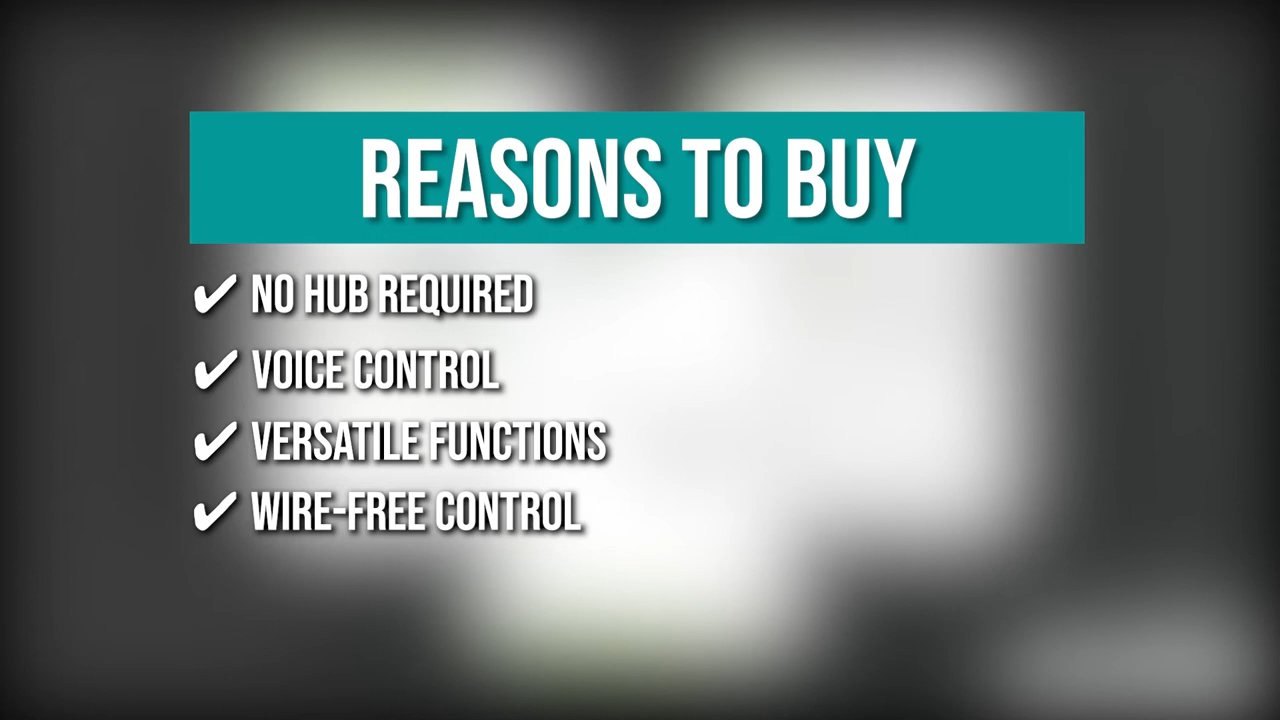 REASONS TO BUY
✔ NO HUB REQUIRED
✔ VOICE CONTROL
✔ VERSATILE FUNCTIONS
✔ WIRE-FREE CONTROL